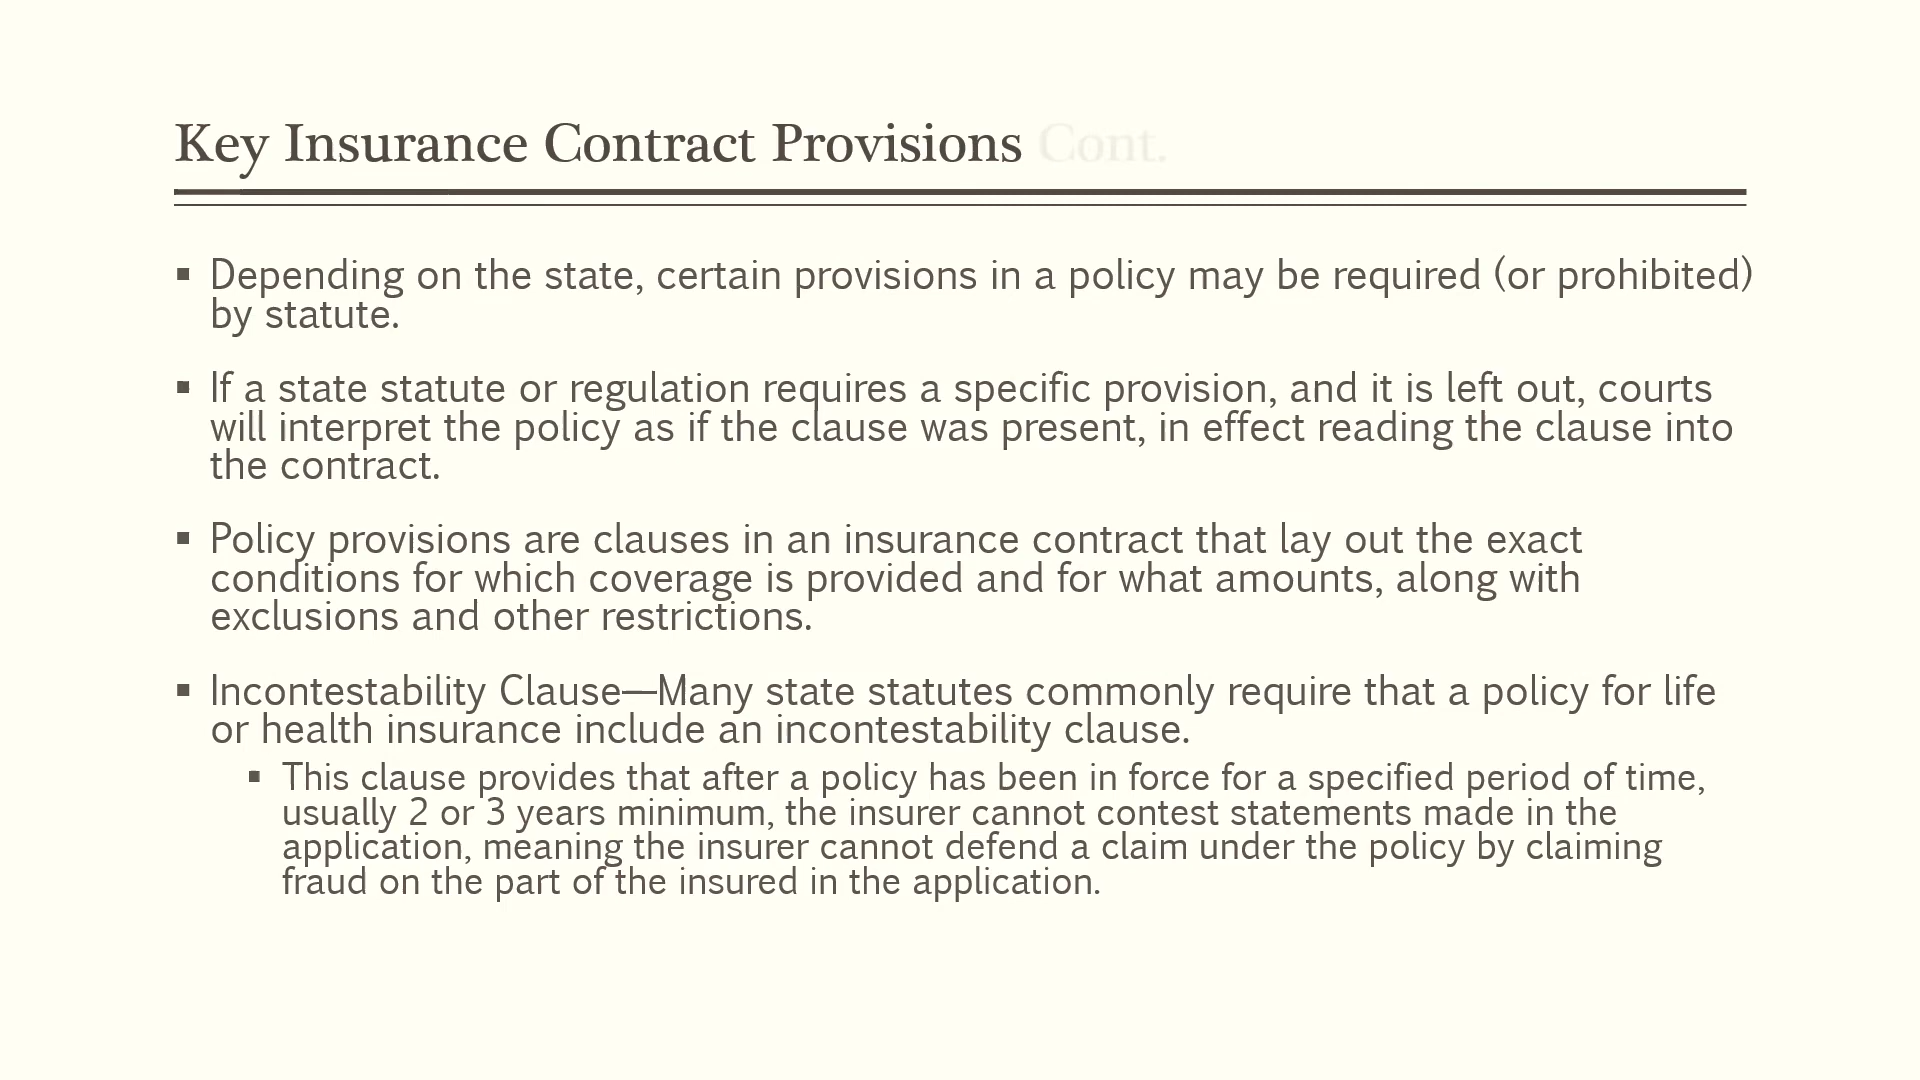 Key Insurance Contract Provisions Cont.
▪ Depending on the state, certain provisions in a policy may be required (or prohibited)
by statute.
▪ If a state statute or regulation requires a specific provision, and it is left out, courts
will interpret the policy as if the clause was present, in effect reading the clause into
the contract.
▪ Policy provisions are clauses in an insurance contract that lay out the exact
conditions for which coverage is provided and for what amounts, along with
exclusions and other restrictions.
▪ Incontestability Clause—Many state statutes commonly require that a policy for life
or health insurance include an incontestability clause.
▪ This clause provides that after a policy has been in force for a specified period of time,
usually 2 or 3 years minimum, the insurer cannot contest statements made in the
application, meaning the insurer cannot defend a claim under the policy by claiming
fraud on the part of the insured in the application.